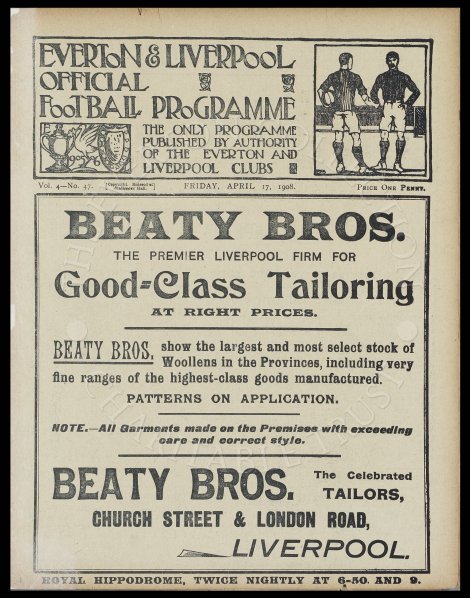 EVERTON & LIVERPOOL
OFFICIAL
FOOTBALL PROGRAMME
THE ONLY PROGRAMME
PUBLISHED BY AUTHORITY
OF THE EVERTON AND
LIVERPOOL CLUBS
Vol. 4—No. 37.
FRIDAY, APRIL 17, 1908.
PRICE ONE PENNY.
BEATY BROS.
THE PREMIER LIVERPOOL FIRM FOR
Good=Class Tailoring
AT RIGHT PRICES.
BEATY BROS. show the largest and most select stock of
Woollens in the Provinces, including very
fine ranges of the highest-class goods manufactured.
PATTERNS ON APPLICATION.
NOTE.—All Garments made on the Premises with exceeding
care and correct style.
BEATY BROS. The Celebrated
TAILORS,
CHURCH STREET & LONDON ROAD,
LIVERPOOL.
ROYAL HIPPODROME, TWICE NIGHTLY AT 6-50. AND 9.